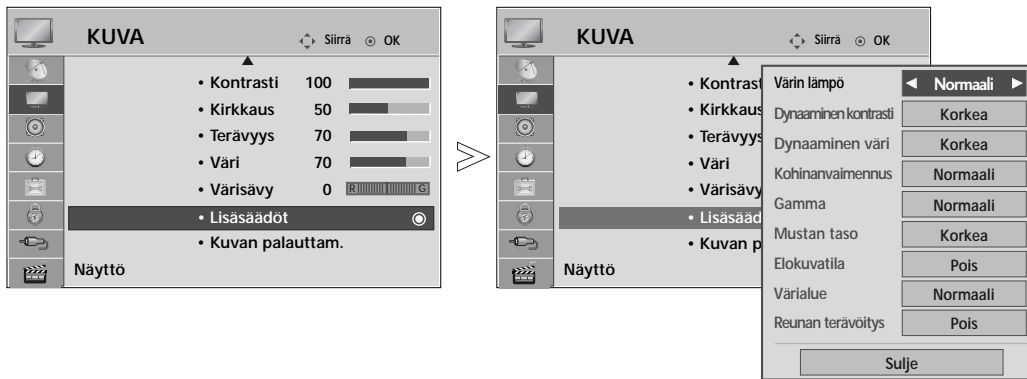 KUVA
Siirrä OK
• Kontrasti 100
• Kirkkaus 50
• Terävyys 70
• Väri 70
• Värisävy 0 R G
• Lisäsäädöt
• Kuvan palauttam.
Näyttö
>
KUVA
Siirrä OK
• Kontrast
• Kirkkaus
• Terävyys
• Väri
• Värisävy
• Lisäsääd
• Kuvan p
Näyttö
Värin lämpö ◄ Normaali ►
Dynaaminen kontrasti Korkea
Dynaaminen väri Korkea
Kohinanvaimennus Normaali
Gamma Normaali
Mustan taso Korkea
Elokuvatila Pois
Värialue Normaali
Reunan terävöitys Pois
Sulje